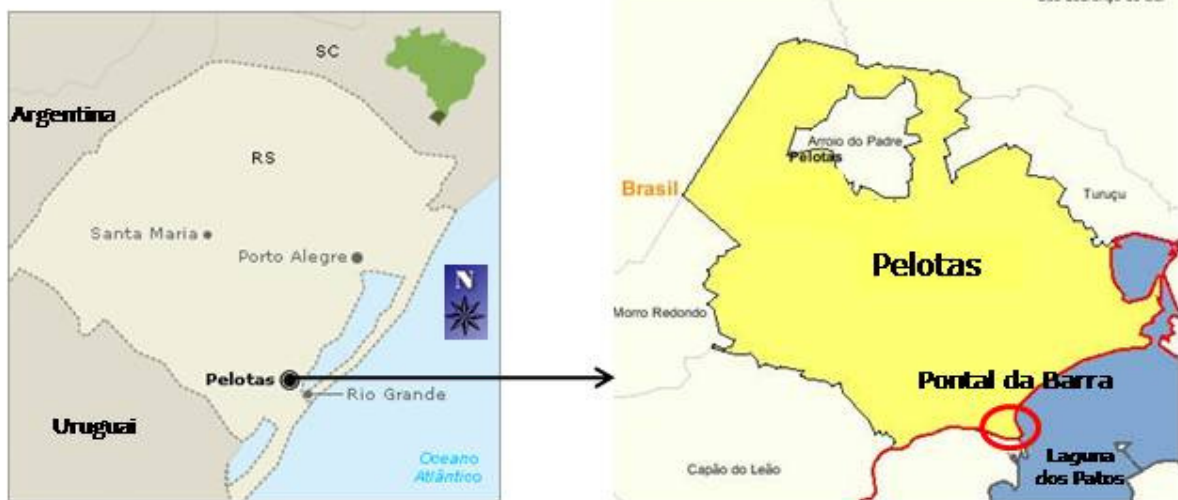 SC
Argentina
RS
Santa Maria
Porto Alegre
N
Pelotas
Rio Grande
Uruguai
Oceano
Atlântico
Arroio do Padre
Pelotas
Brasil
Turuçu
Pelotas
Morro Redondo
Pontal da Barra
Capão do Leão
Laguna
dos Patos